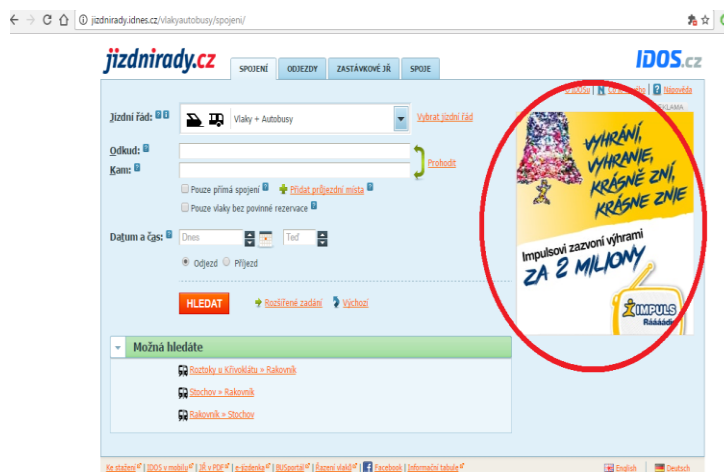 jizdnirady.idnes.cz/vlakyautobusy/spojeni/
jízdnírady.cz
SPOJENÍ
ODJEZDY
ZASTÁVKOVÉ JŘ
SPOJE
IDOS.cz
Nápověda
REKLAMA
Jízdní řád:
Vlaky + Autobusy
Vybrat jízdní řád
Odkud:
Kam:
Prohodit
Pouze přímá spojení
Přidat průjezdní místa
Pouze vlaky bez povinné rezervace
Datum a čas:
Dnes
Teď
Odjezd
Příjezd
HLEDAT
Rozšířené zadání
Výchozí
VYHRÁNÍ,
VYHRANIE,
KRÁSNĚ ZNÍ,
KRÁSNE ZNIE
Impulsovi zazvoní výhrami
ZA 2 MILIONY
IMPULS
Ráááádio
Možná hledáte
Roztoky u Křivoklátu » Rakovník
Stochov » Rakovník
Rakovník » Stochov
Ke stažení | IDOS v mobilu | JŘ v PDF | e-jízdenka | BUSportál | Řazení vlaků | Facebook | Informační tabule
English | Deutsch